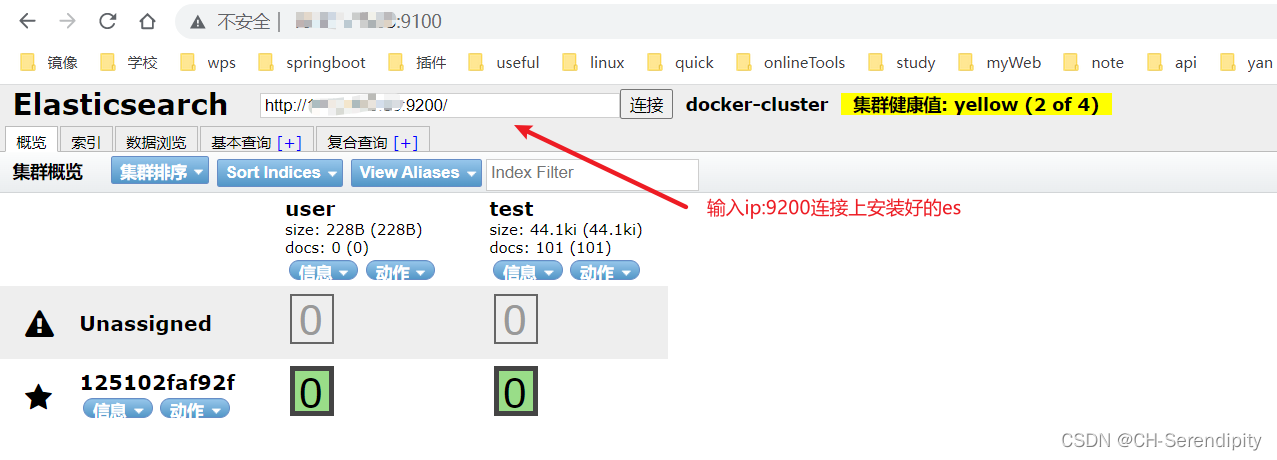 不安全 | :9100
镜像 学校 wps springboot 插件 useful linux quick onlineTools study myWeb note api yan
Elasticsearch http:// :9200/ 连接 docker-cluster 集群健康值: yellow (2 of 4)
概览 索引 数据浏览 基本查询 [+] 复合查询 [+]
集群概览 集群排序 Sort Indices View Aliases Index Filter
输入ip:9200连接上安装好的es
user test
size: 228B (228B) size: 44.1ki (44.1ki)
docs: 0 (0) docs: 101 (101)
信息 动作 信息 动作
Unassigned 0 0
125102faf92f 0 0
信息 动作
CSDN @CH-Serendipity